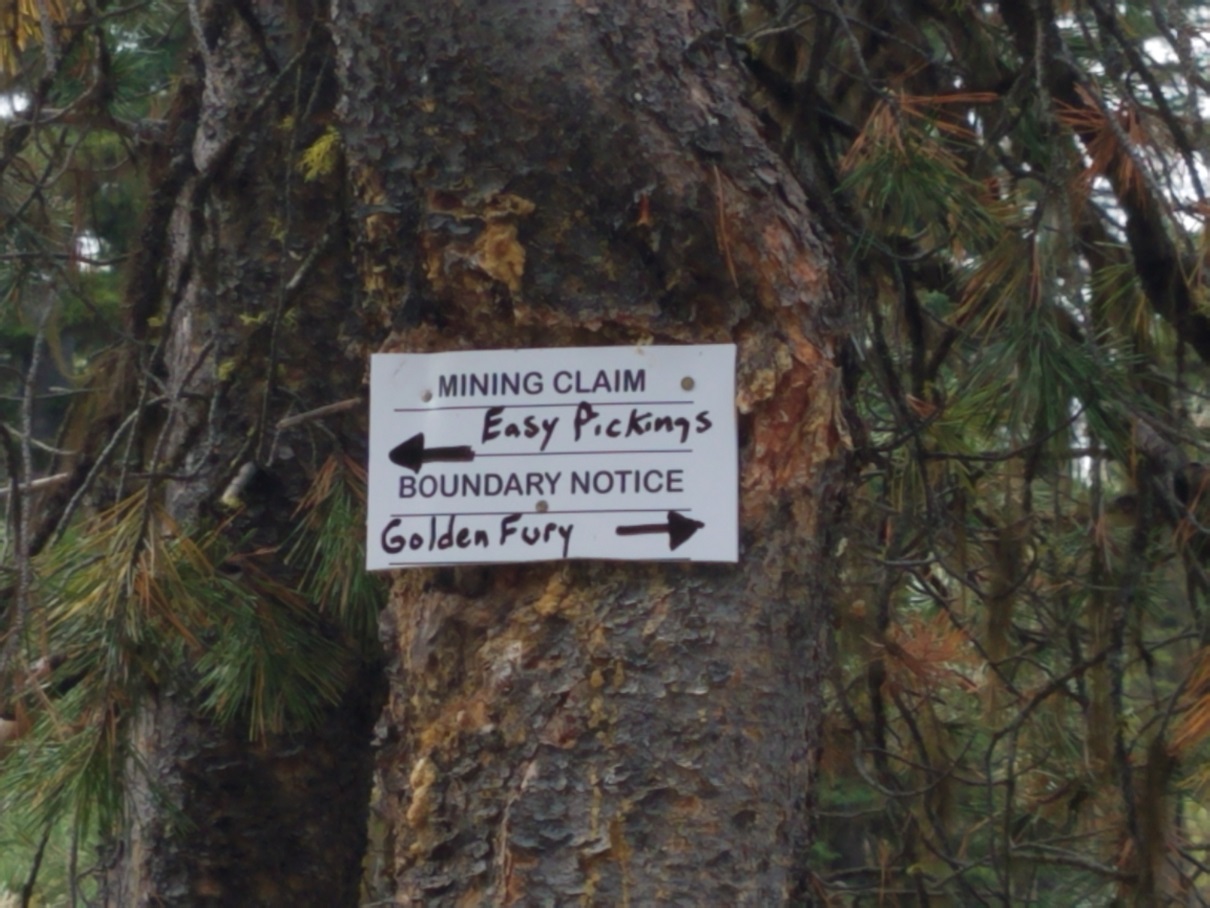 MINING CLAIM
Easy Pickings
BOUNDARY NOTICE
Golden Fury